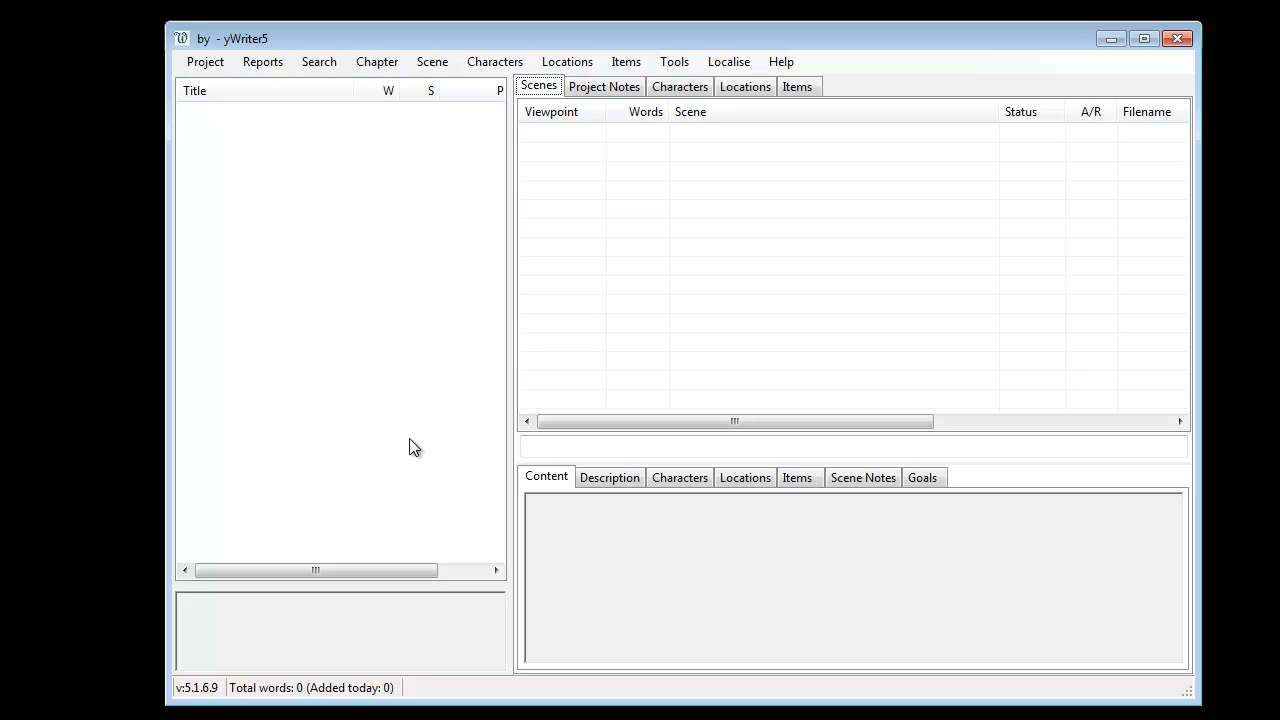 by  - yWriter5
Project Reports Search Chapter Scene Characters Locations Items Tools Localise Help
Title W S P
Scenes Project Notes Characters Locations Items
Viewpoint Words Scene Status A/R Filename
Content Description Characters Locations Items Scene Notes Goals
v:5.1.6.9 Total words: 0 (Added today: 0)